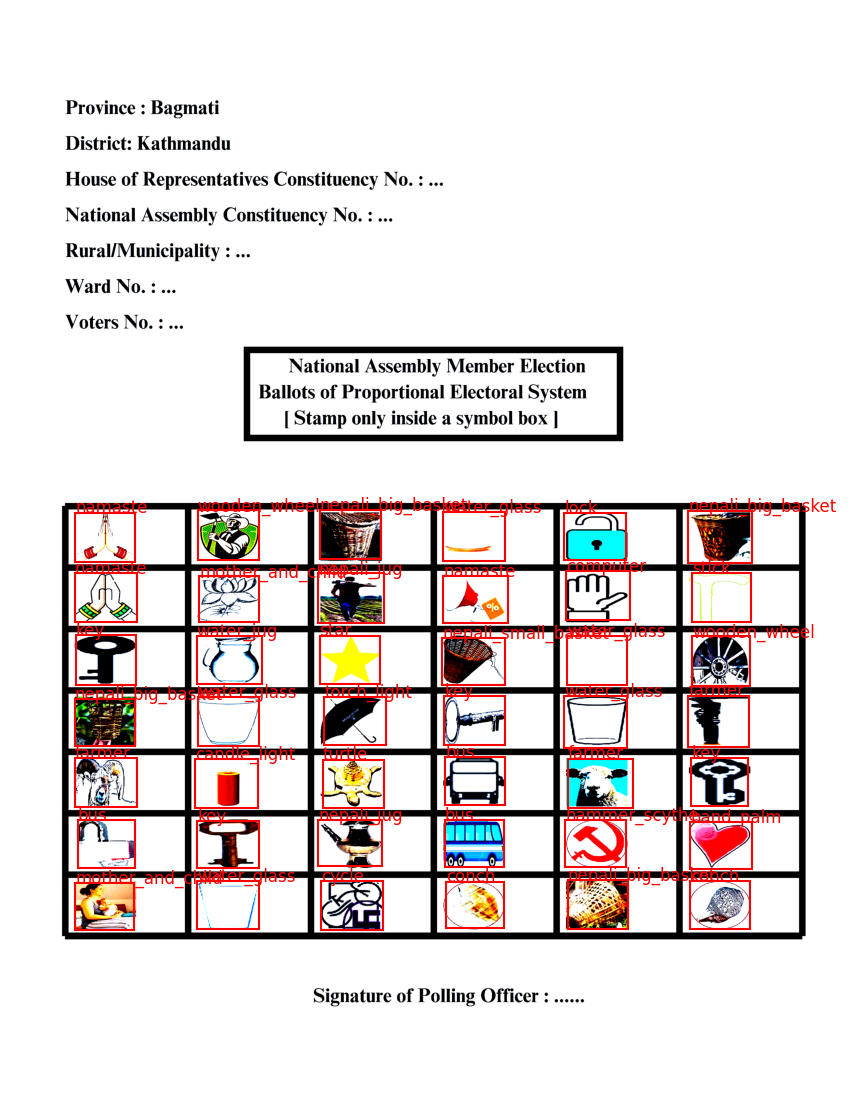 Province : Bagmati
District: Kathmandu
House of Representatives Constituency No. : ...
National Assembly Constituency No. : ...
Rural/Municipality : ...
Ward No. : ...
Voters No. : ...
National Assembly Member Election
Ballots of Proportional Electoral System
[ Stamp only inside a symbol box ]
namaste wooden_wheel nepali_big_basket water_glass lock nepali_big_basket
namaste mother_and_child nepali_jug namaste computer stick
%
key water_jug star nepali_small_basket water_glass wooden_wheel
nepali_big_basket water_glass torch_light key water_glass farmer
farmer candle_light turtle bus farmer key
bus key nepali_jug bus hammer_scythe hand_palm
mother_and_child water_glass cycle conch nepali_big_basket conch
Signature of Polling Officer : ......